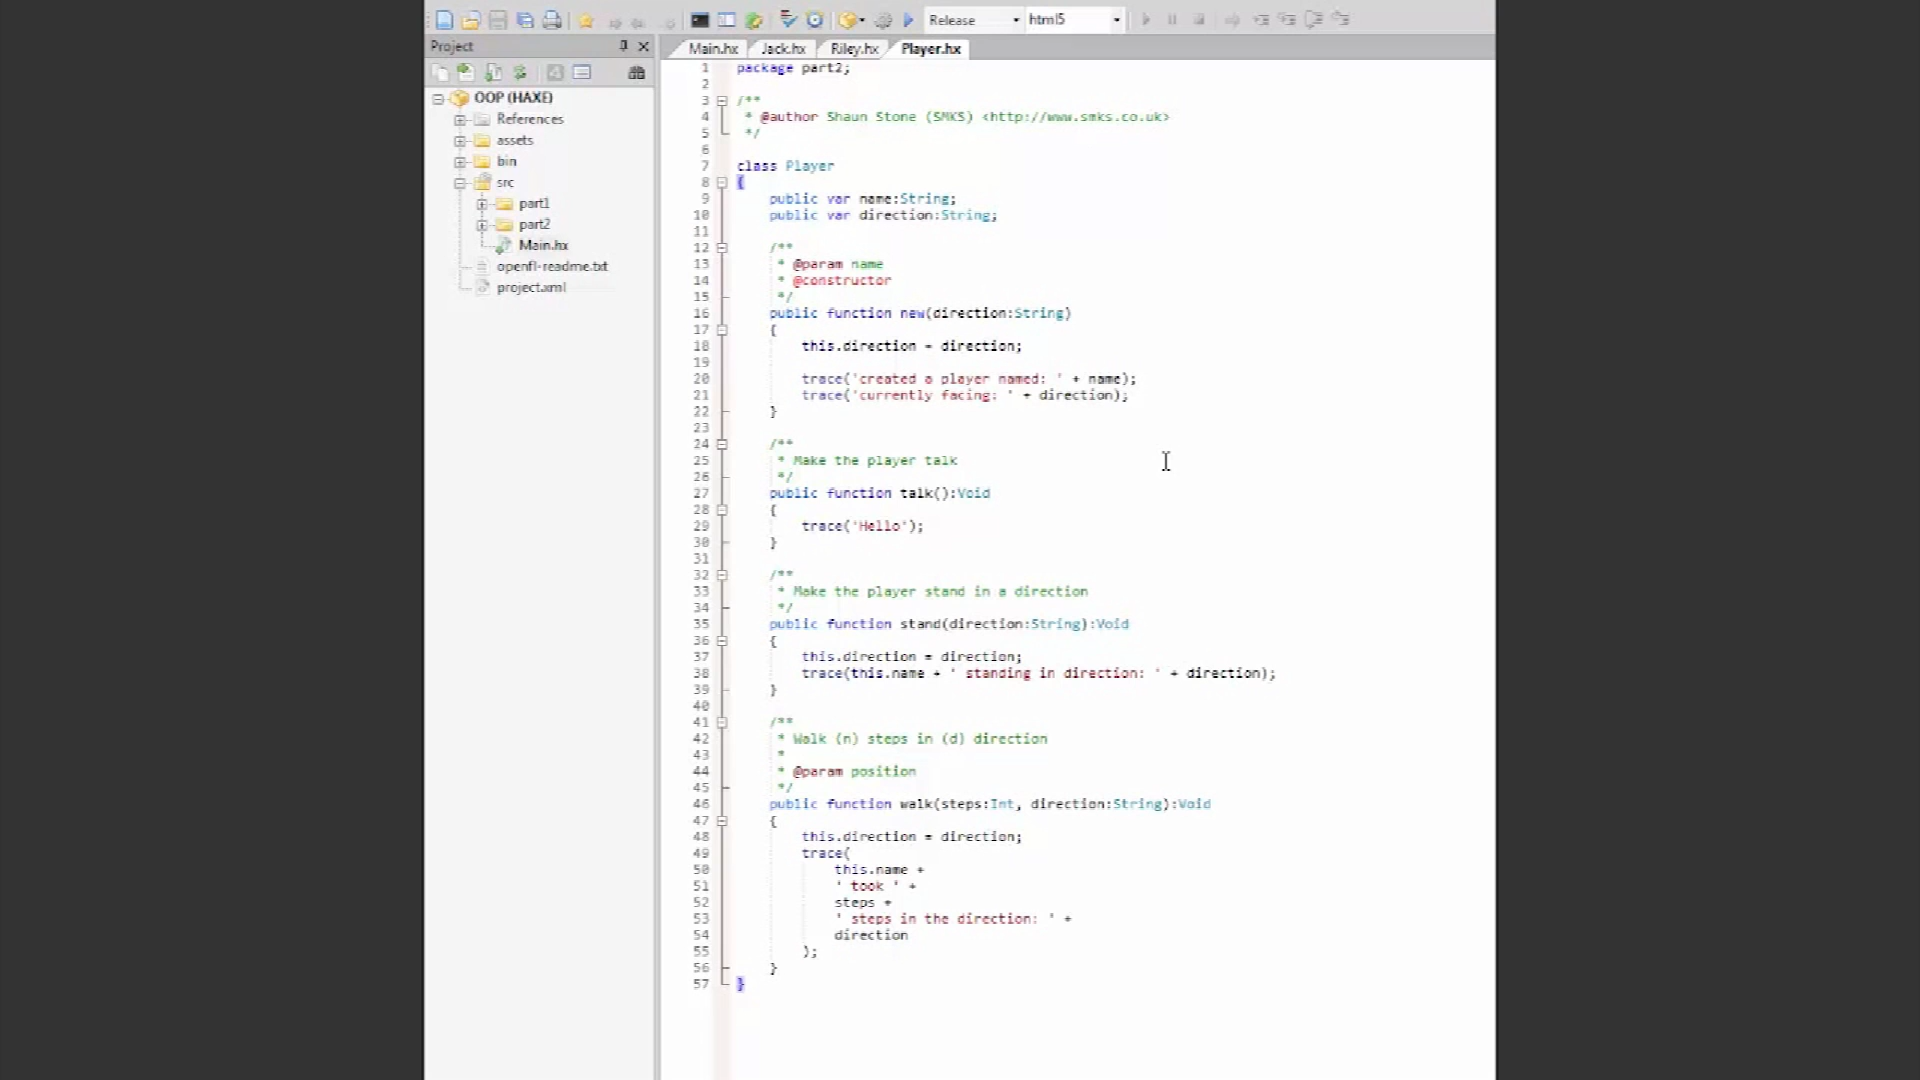 Release html5
Project
Main.hx Jack.hx Riley.hx Player.hx
OOP (HAXE)
References
assets
bin
src
part1
part2
Main.hx
openfl-readme.txt
project.xml
1 package part2;
2
3 /**
4 * @author Shaun Stone (SMKS) <http://www.smks.co.uk>
5 */
6
7 class Player
8 {
9 public var name:String;
10 public var direction:String;
11
12 /**
13 * @param name
14 * @constructor
15 */
16 public function new(direction:String)
17 {
18 this.direction = direction;
19
20 trace('created a player named: ' + name);
21 trace('currently facing: ' + direction);
22 }
23
24 /**
25 * Make the player talk
26 */
27 public function talk():Void
28 {
29 trace('Hello');
30 }
31
32 /**
33 * Make the player stand in a direction
34 */
35 public function stand(direction:String):Void
36 {
37 this.direction = direction;
38 trace(this.name + ' standing in direction: ' + direction);
39 }
40
41 /**
42 * Walk (n) steps in (d) direction
43 *
44 * @param position
45 */
46 public function walk(steps:Int, direction:String):Void
47 {
48 this.direction = direction;
49 trace(
50 this.name +
51 ' took ' +
52 steps +
53 ' steps in the direction: ' +
54 direction
55 );
56 }
57 }